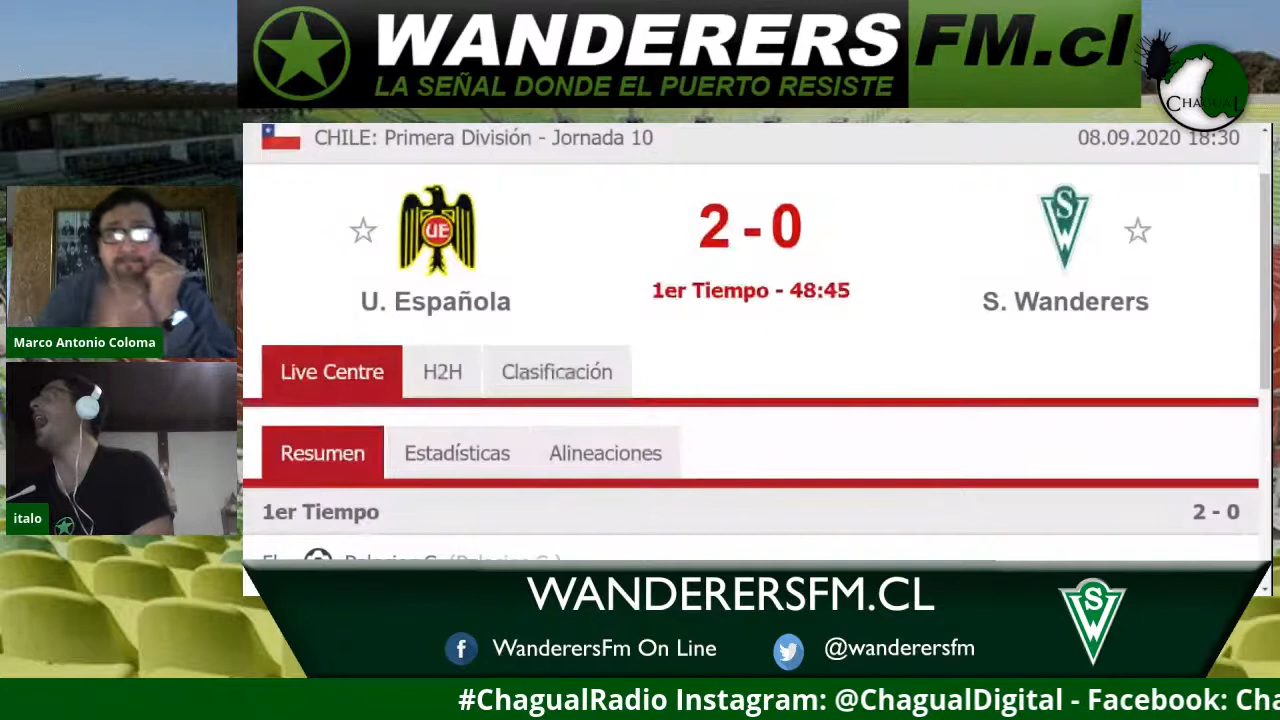 WANDERERS FM.cl
LA SEÑAL DONDE EL PUERTO RESISTE
CHAGUAL
CHILE: Primera División - Jornada 10
08.09.2020 18:30
UE
2 - 0
S
W
1er Tiempo - 48:45
U. Española
S. Wanderers
Marco Antonio Coloma
Live Centre
H2H
Clasificación
Resumen
Estadísticas
Alineaciones
italo
1er Tiempo
2 - 0
WANDERERSFM.CL
S
W
f
WanderersFm On Line
@wanderersfm
#ChagualRadio Instagram: @ChagualDigital - Facebook: Cha